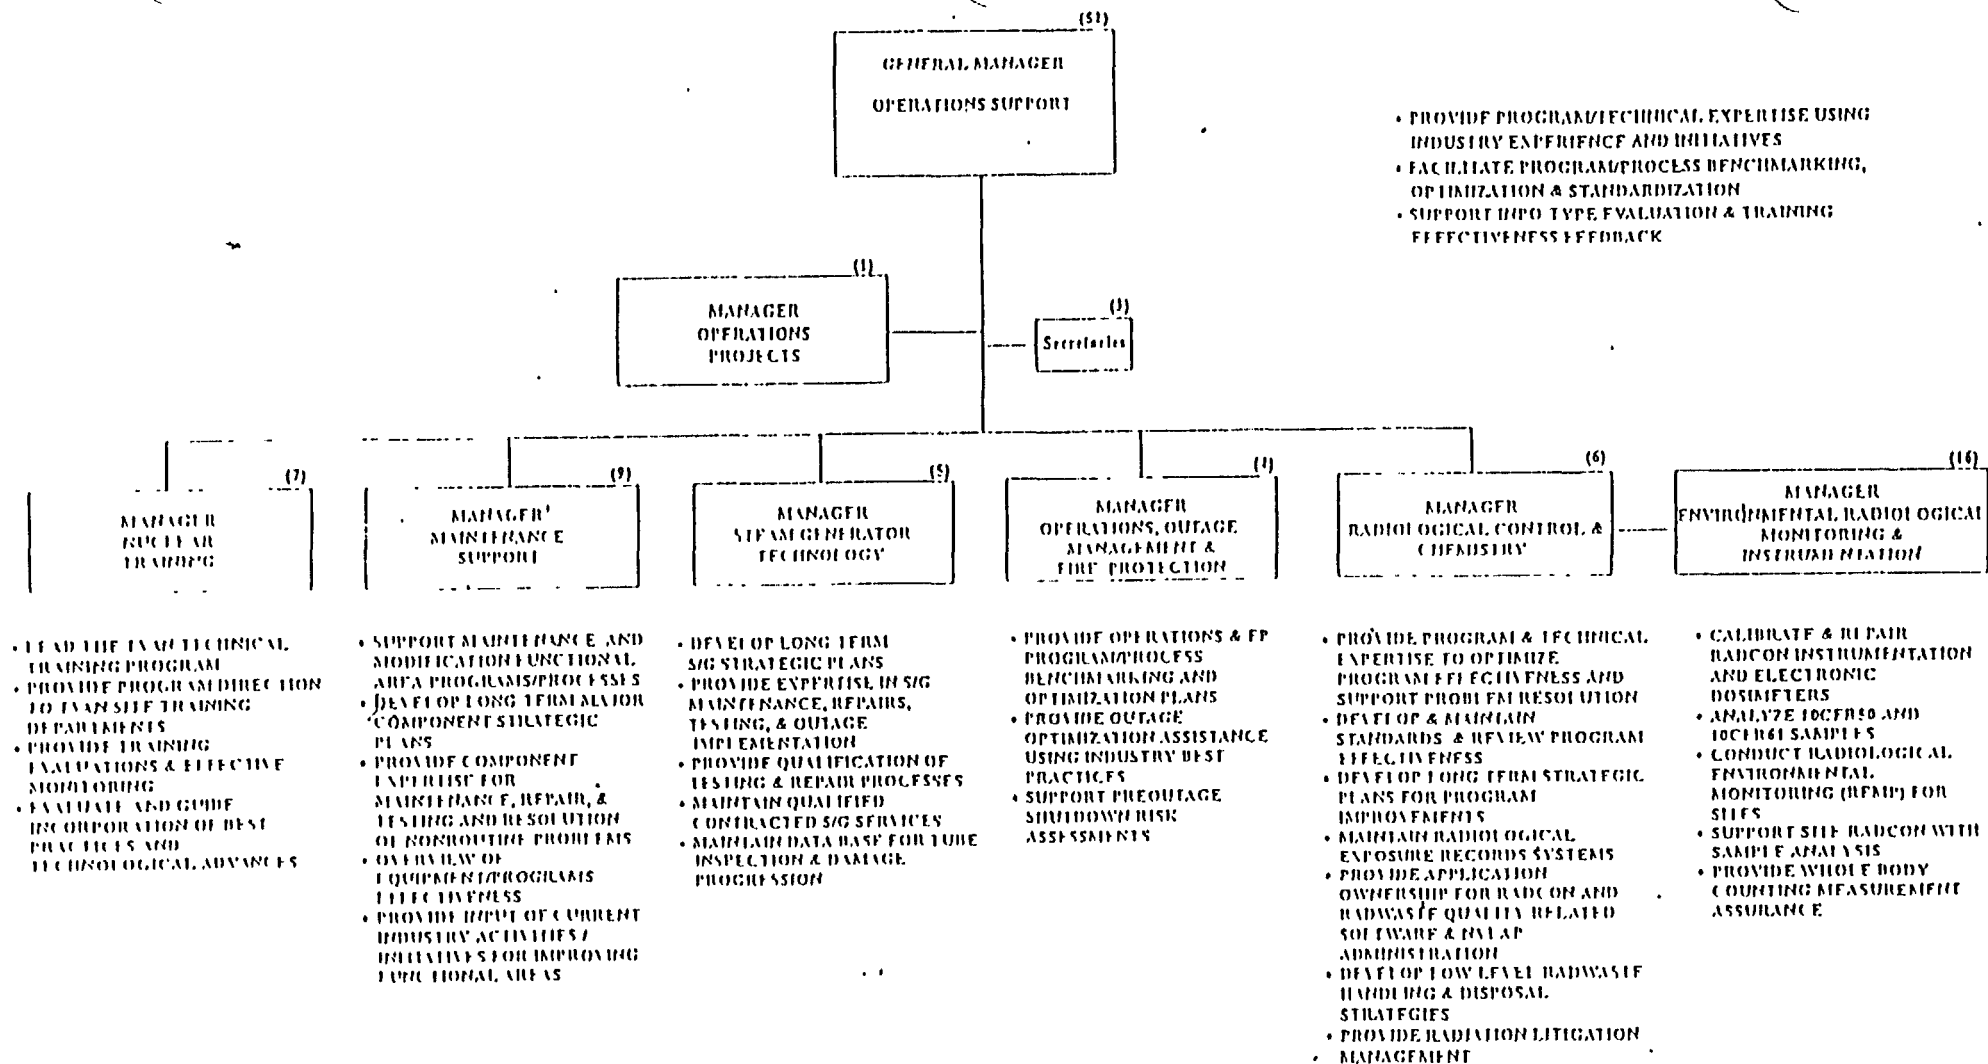 (51)
GENERAL MANAGER
OPERATIONS SUPPORT
• PROVIDE PROGRAM/TECHNICAL EXPERTISE USING
INDUSTRY EXPERIENCE AND INITIATIVES
• FACILITATE PROGRAM/PROCESS BENCHMARKING,
OPTIMIZATION & STANDARDIZATION
• SUPPORT INPO TYPE EVALUATION & TRAINING
EFFECTIVENESS FEEDBACK
MANAGER
OPERATIONS
PROJECTS
Secretaries
(7)
MANAGER
NUCLEAR
TRAINING
• LEAD THE TVAN TECHNICAL
TRAINING PROGRAM
• PROVIDE PROGRAM DIRECTION
TO TVAN SITE TRAINING
DEPARTMENTS
• PROVIDE TRAINING
EVALUATIONS & EFFECTIVE
MONITORING
• EVALUATE AND GUIDE
INCORPORATION OF BEST
PRACTICES AND
TECHNOLOGICAL ADVANCES
(9)
MANAGER
MAINTENANCE
SUPPORT
• SUPPORT MAINTENANCE AND
MODIFICATION FUNCTIONAL
AREA PROGRAMS/PROCESSES
• DEVELOP LONG TERM MAJOR
COMPONENT STRATEGIC
PLANS
• PROVIDE COMPONENT
EXPERTISE FOR
MAINTENANCE, REPAIR, &
TESTING AND RESOLUTION
OF NONROUTINE PROBLEMS
• OVERVIEW OF
EQUIPMENT/PROGRAMS
EFFECTIVENESS
• PROVIDE INPUT OF CURRENT
INDUSTRY ACTIVITIES /
INITIATIVES FOR IMPROVING
FUNCTIONAL AREAS
(5)
MANAGER
STEAM GENERATOR
TECHNOLOGY
• DEVELOP LONG TERM
S/G STRATEGIC PLANS
• PROVIDE EXPERTISE IN S/G
MAINTENANCE, REPAIRS,
TESTING, & OUTAGE
IMPLEMENTATION
• PROVIDE QUALIFICATION OF
TESTING & REPAIR PROCESSES
• MAINTAIN QUALIFIED
CONTRACTED S/G SERVICES
• MAINTAIN DATA BASE FOR TUBE
INSPECTION & DAMAGE
PROGRESSION
MANAGER
OPERATIONS, OUTAGE
MANAGEMENT &
FIRE PROTECTION
• PROVIDE OPERATIONS & FP
PROGRAM/PROCESS
BENCHMARKING AND
OPTIMIZATION PLANS
• PROVIDE OUTAGE
OPTIMIZATION ASSISTANCE
USING INDUSTRY BEST
PRACTICES
• SUPPORT PREOUTAGE
SHUTDOWN RISK
ASSESSMENTS
(6)
MANAGER
RADIOLOGICAL CONTROL &
CHEMISTRY
• PROVIDE PROGRAM & TECHNICAL
EXPERTISE TO OPTIMIZE
PROGRAM EFFECTIVENESS AND
SUPPORT PROBLEM RESOLUTION
• DEVELOP & MAINTAIN
STANDARDS & REVIEW PROGRAM
EFFECTIVENESS
• DEVELOP LONG TERM STRATEGIC
PLANS FOR PROGRAM
IMPROVEMENTS
• MAINTAIN RADIOLOGICAL
EXPOSURE RECORDS SYSTEMS
• PROVIDE APPLICATION
OWNERSHIP FOR RADCON AND
RADWASTE QUALITY RELATED
SOFTWARE & NVLAP
ADMINISTRATION
• DEVELOP LOW LEVEL RADWASTE
HANDLING & DISPOSAL
STRATEGIES
• PROVIDE RADIATION LITIGATION
MANAGEMENT
(16)
MANAGER
ENVIRONMENTAL RADIOLOGICAL
MONITORING &
INSTRUMENTATION
• CALIBRATE & REPAIR
RADCON INSTRUMENTATION
AND ELECTRONIC
DOSIMETERS
• ANALYZE 10CFR50 AND
10CFR61 SAMPLES
• CONDUCT RADIOLOGICAL
ENVIRONMENTAL
MONITORING (REMP) FOR
SITES
• SUPPORT SITE RADCON WITH
SAMPLE ANALYSIS
• PROVIDE WHOLE BODY
COUNTING MEASUREMENT
ASSURANCE